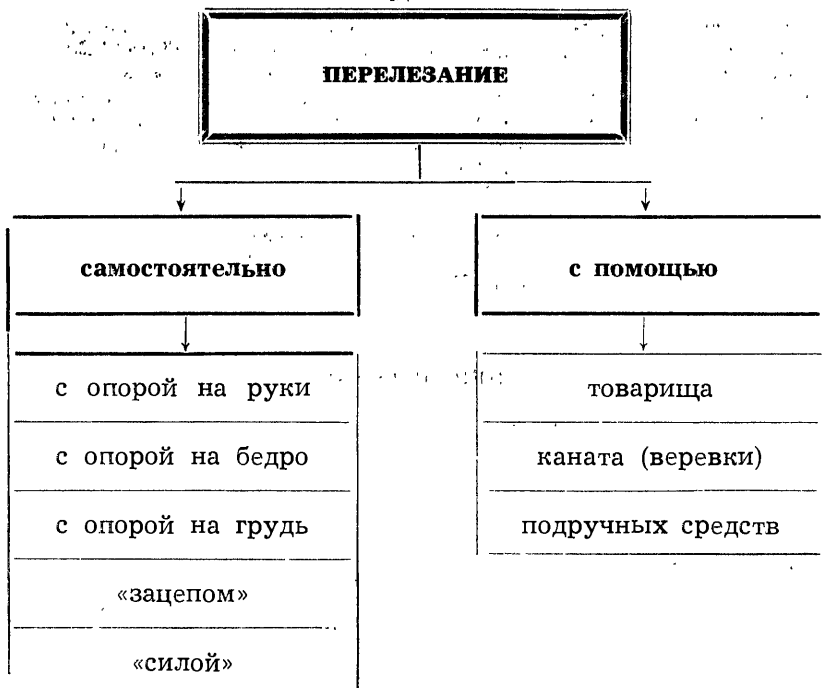 ПЕРЕЛЕЗАНИЕ
самостоятельно
с опорой на руки
с опорой на бедро
с опорой на грудь
«зацепом»
«силой»
с помощью
товарища
каната (веревки)
подручных средств